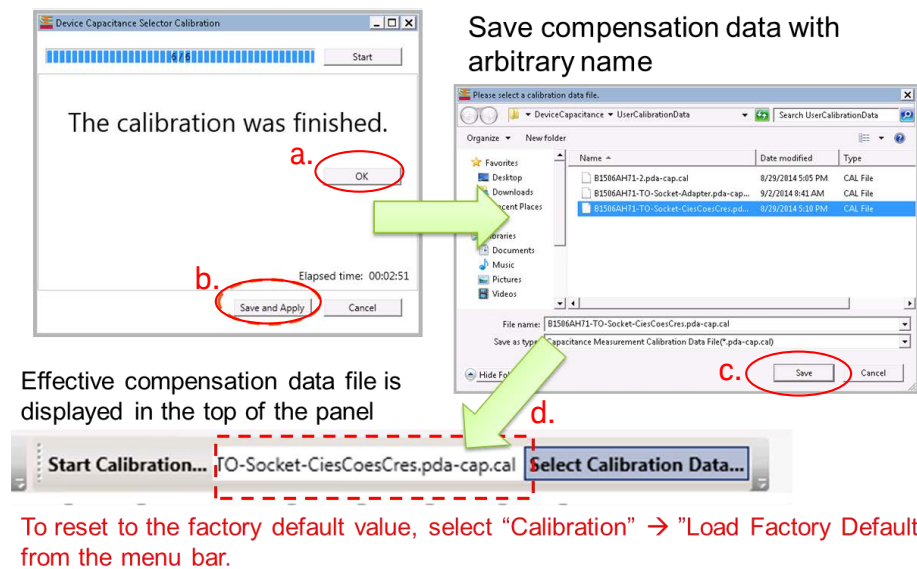 Device Capacitance Selector Calibration
6 / 6
Start
The calibration was finished.
a.
OK
Elapsed time: 00:02:51
b.
Save and Apply
Cancel
Save compensation data with
arbitrary name
Please select a calibration data file.
DeviceCapacitance
UserCalibrationData
Search UserCalibrationData
Organize
New folder
Favorites
Desktop
Downloads
Recent Places
Libraries
Documents
Music
Pictures
Videos
Name
Date modified
Type
B1506AH71-2.pda-cap.cal
8/29/2014 5:05 PM
CAL File
B1506AH71-TO-Socket-Adapter.pda-cap...
9/2/2014 8:41 AM
CAL File
B1506AH71-TO-Socket-CiesCoesCres.pd...
8/29/2014 5:10 PM
CAL File
File name:
B1506AH71-TO-Socket-CiesCoesCres.pda-cap.cal
Save as type:
Capacitance Measurement Calibration Data File(*.pda-cap.cal)
Hide Fol
c.
Save
Cancel
Effective compensation data file is
displayed in the top of the panel
d.
Start Calibration...
TO-Socket-CiesCoesCres.pda-cap.cal
Select Calibration Data...
To reset to the factory default value, select “Calibration” → ”Load Factory Default
from the menu bar.